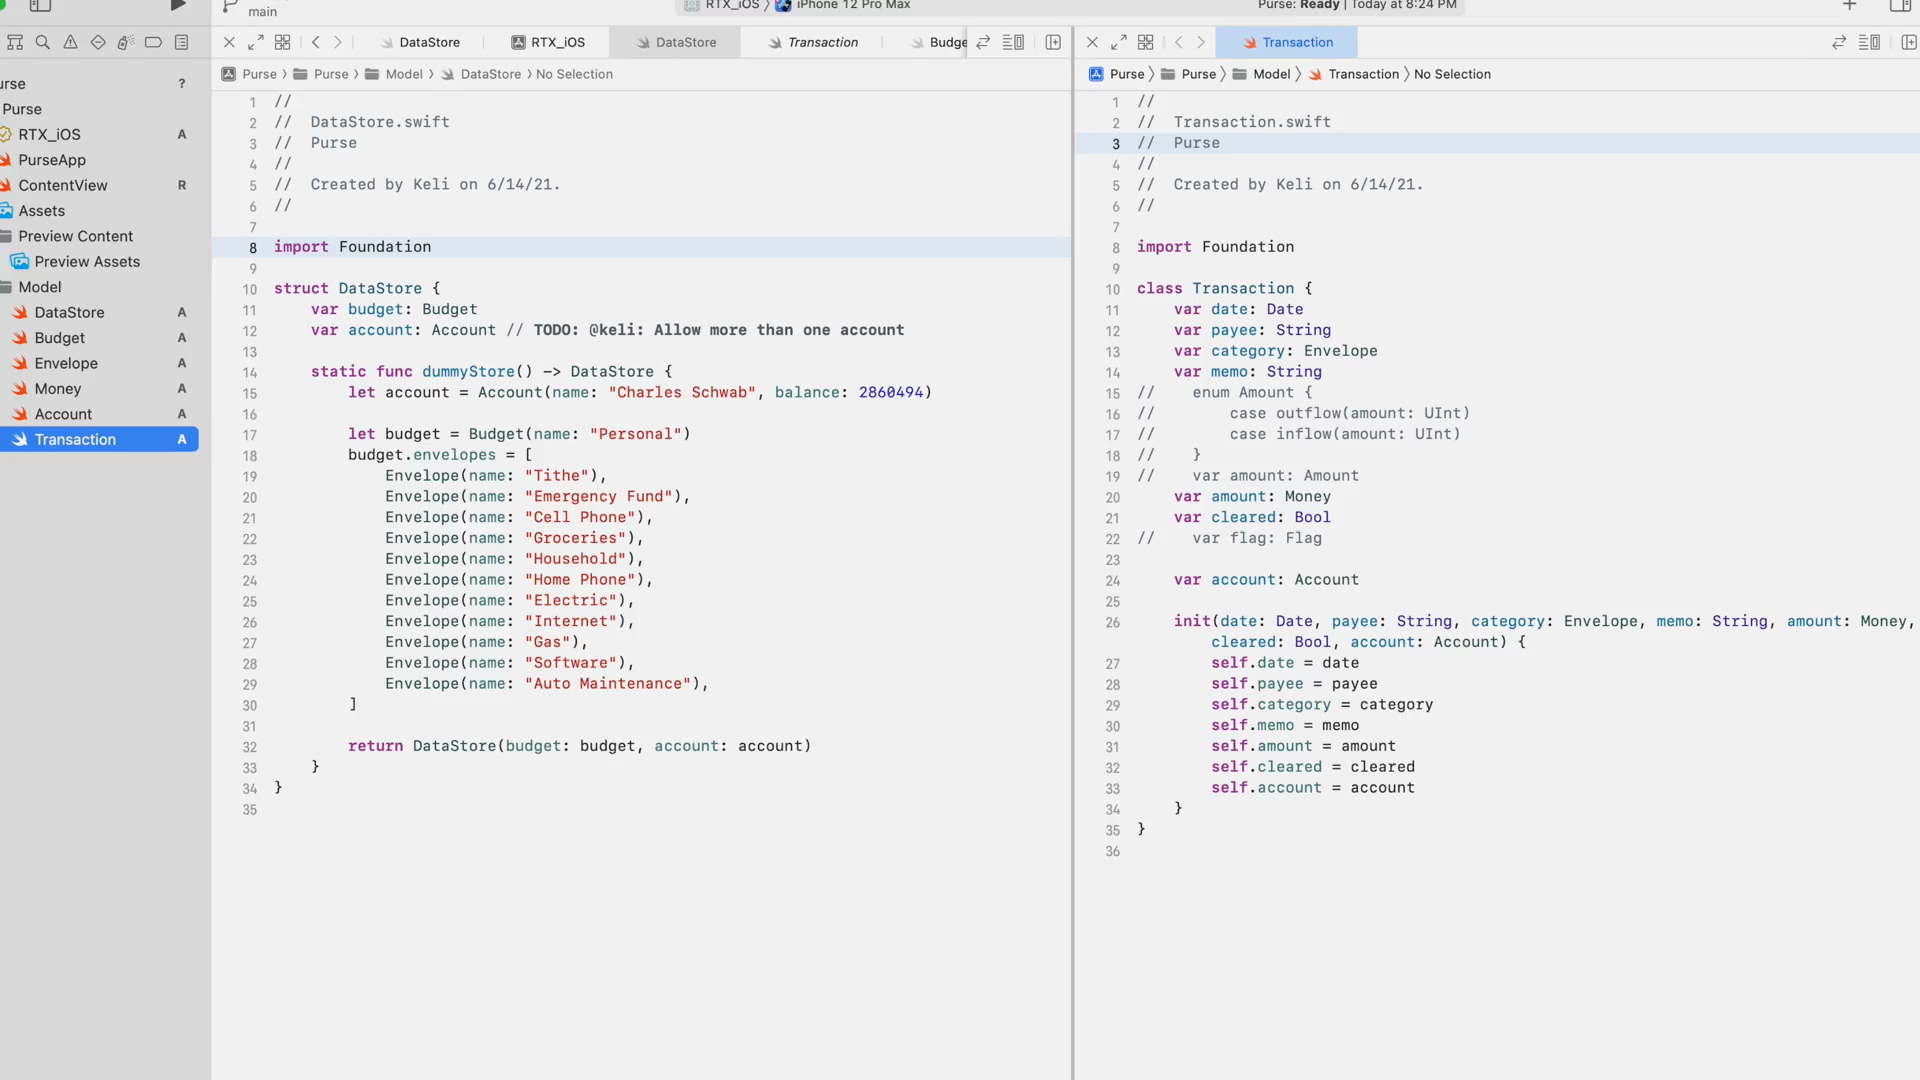 main
RTX_iOS 〉 iPhone 12 Pro Max
Purse: Ready | Today at 8:24 PM
DataStore
RTX_iOS
DataStore
Transaction
Budge
Transaction
Purse 〉 Purse 〉 Model 〉 DataStore 〉 No Selection
Purse 〉 Purse 〉 Model 〉 Transaction 〉 No Selection
urse ?
Purse
RTX_iOS A
PurseApp
ContentView R
Assets
Preview Content
Preview Assets
Model
DataStore A
Budget A
Envelope A
Money A
Account A
Transaction A
1 //
2 // DataStore.swift
3 // Purse
4 //
5 // Created by Keli on 6/14/21.
6 //
7
8 import Foundation
9
10 struct DataStore {
11 var budget: Budget
12 var account: Account // TODO: @keli: Allow more than one account
13
14 static func dummyStore() -> DataStore {
15 let account = Account(name: "Charles Schwab", balance: 2860494)
16
17 let budget = Budget(name: "Personal")
18 budget.envelopes = [
19 Envelope(name: "Tithe"),
20 Envelope(name: "Emergency Fund"),
21 Envelope(name: "Cell Phone"),
22 Envelope(name: "Groceries"),
23 Envelope(name: "Household"),
24 Envelope(name: "Home Phone"),
25 Envelope(name: "Electric"),
26 Envelope(name: "Internet"),
27 Envelope(name: "Gas"),
28 Envelope(name: "Software"),
29 Envelope(name: "Auto Maintenance"),
30 ]
31
32 return DataStore(budget: budget, account: account)
33 }
34 }
35
1 //
2 // Transaction.swift
3 // Purse
4 //
5 // Created by Keli on 6/14/21.
6 //
7
8 import Foundation
9
10 class Transaction {
11 var date: Date
12 var payee: String
13 var category: Envelope
14 var memo: String
15 // enum Amount {
16 // case outflow(amount: UInt)
17 // case inflow(amount: UInt)
18 // }
19 // var amount: Amount
20 var amount: Money
21 var cleared: Bool
22 // var flag: Flag
23
24 var account: Account
25
26 init(date: Date, payee: String, category: Envelope, memo: String, amount: Money,
cleared: Bool, account: Account) {
27 self.date = date
28 self.payee = payee
29 self.category = category
30 self.memo = memo
31 self.amount = amount
32 self.cleared = cleared
33 self.account = account
34 }
35 }
36